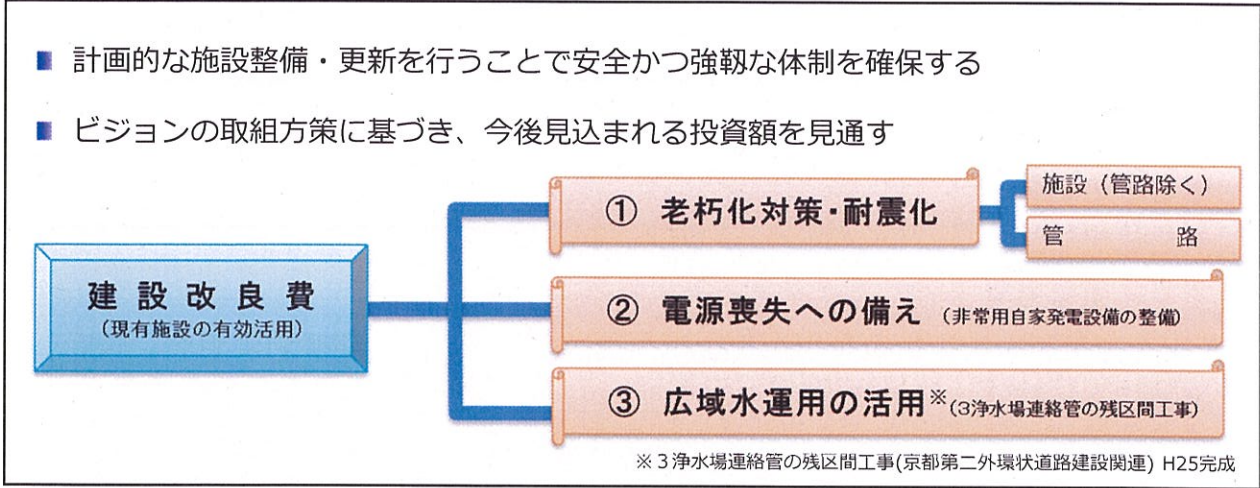 ■ 計画的な施設整備・更新を行うことで安全かつ強靱な体制を確保する
■ ビジョンの取組方策に基づき、今後見込まれる投資額を見通す
建設改良費
（現有施設の有効活用）
① 老朽化対策・耐震化
施設（管路除く）
管　　　路
② 電源喪失への備え（非常用自家発電設備の整備）
③ 広域水運用の活用※（3浄水場連絡管の残区間工事）
※３浄水場連絡管の残区間工事(京都第二外環状道路建設関連) H25完成